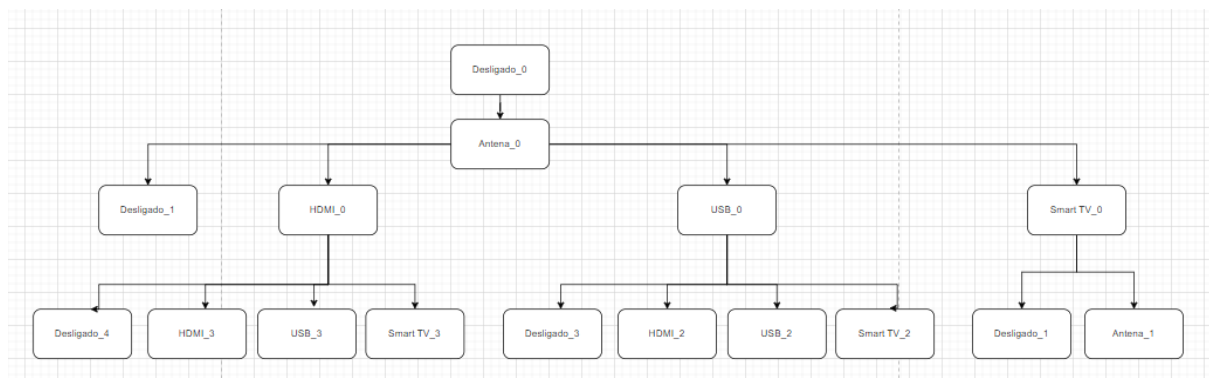 Desligado_0
Antena_0
Desligado_1
HDMI_0
USB_0
Smart TV_0
Desligado_4
HDMI_3
USB_3
Smart TV_3
Desligado_3
HDMI_2
USB_2
Smart TV_2
Desligado_1
Antena_1